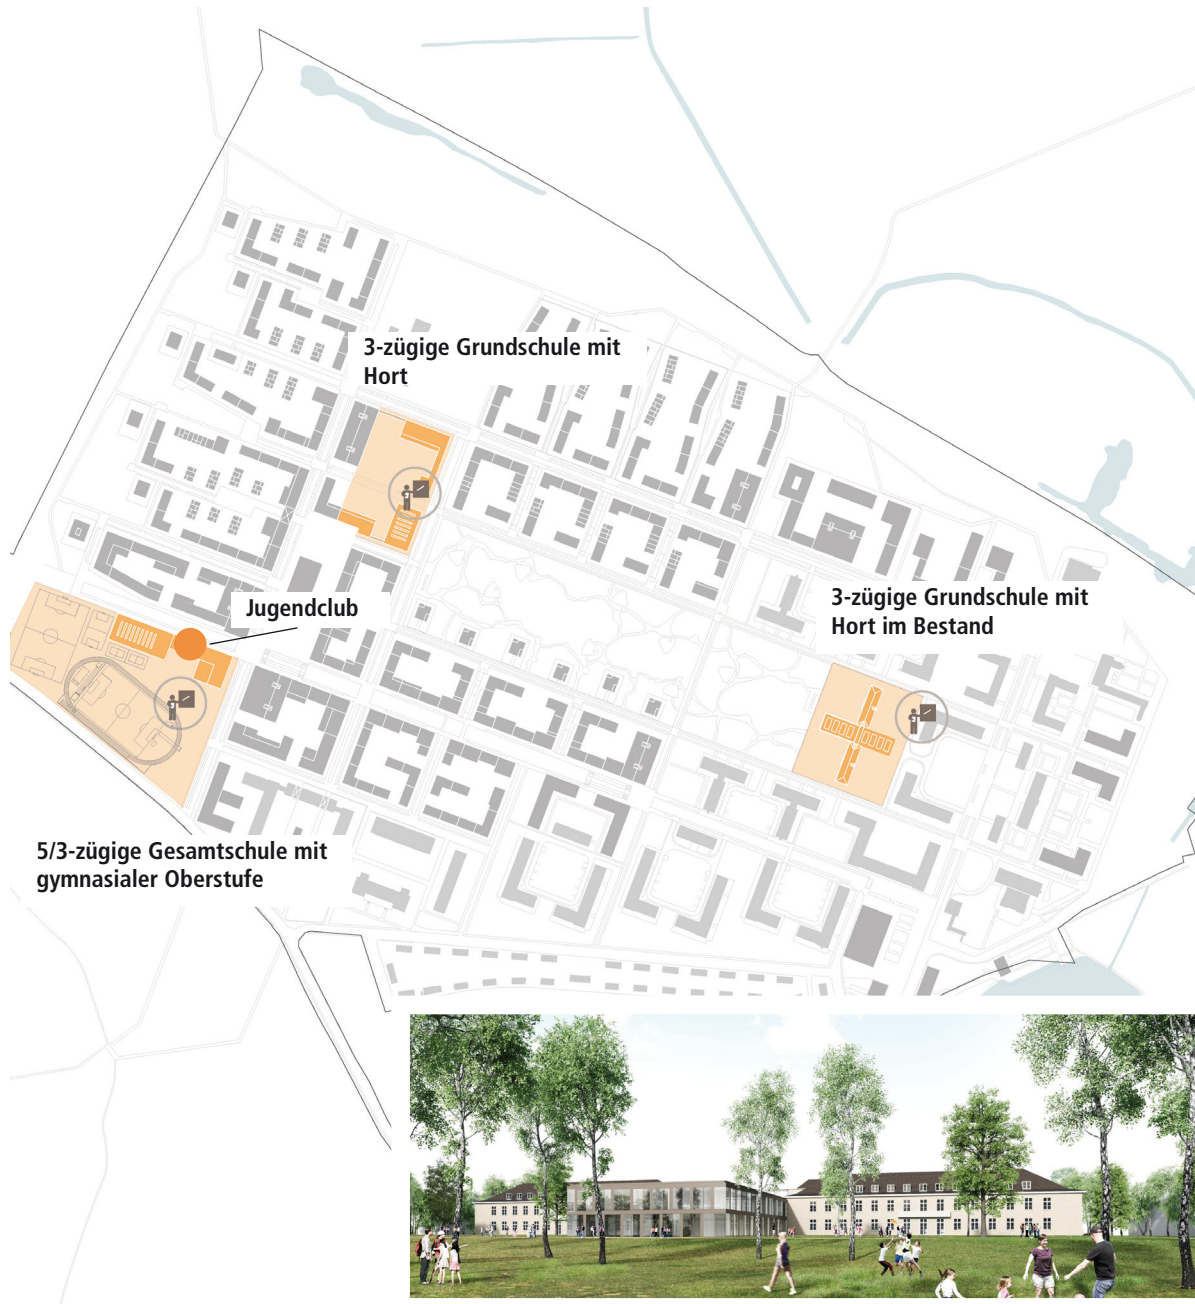 3-zügige Grundschule mit
Hort
3-zügige Grundschule mit
Hort im Bestand
Jugendclub
5/3-zügige Gesamtschule mit
gymnasialer Oberstufe